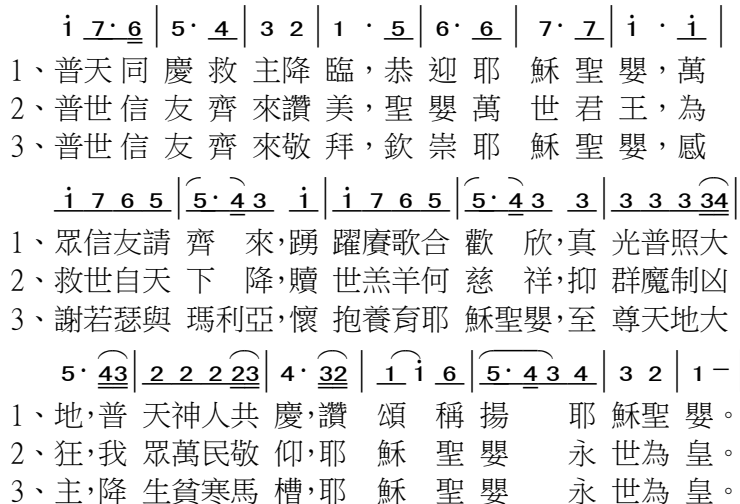 i 7· 6 | 5· 4 | 3 2 | 1 · 5 | 6· 6 | 7· 7 | i · i |
1、普天同慶救主降臨，恭迎耶穌聖嬰，萬
2、普世信友齊來讚美，聖嬰萬世君王，為
3、普世信友齊來敬拜，欽崇耶穌聖嬰，感
i 7 6 5 | 5· 4 3 i | i 7 6 5 | 5· 4 3 3 | 3 3 3 34 |
1、眾信友請齊來，踴躍賡歌合歡欣，真光普照大
2、救世自天下降，贖世羔羊何慈祥，抑群魔制凶
3、謝若瑟與瑪利亞，懷抱養育耶穌聖嬰，至尊天地大
5· 43 | 2 2 2 23 | 4· 32 | 1 i 6 | 5· 4 3 4 | 3 2 | 1 － |
1、地，普天神人共慶，讚頌稱揚耶穌聖嬰。
2、狂，我眾萬民敬仰，耶穌聖嬰永世為皇。
3、主，降生貧寒馬槽，耶穌聖嬰永世為皇。